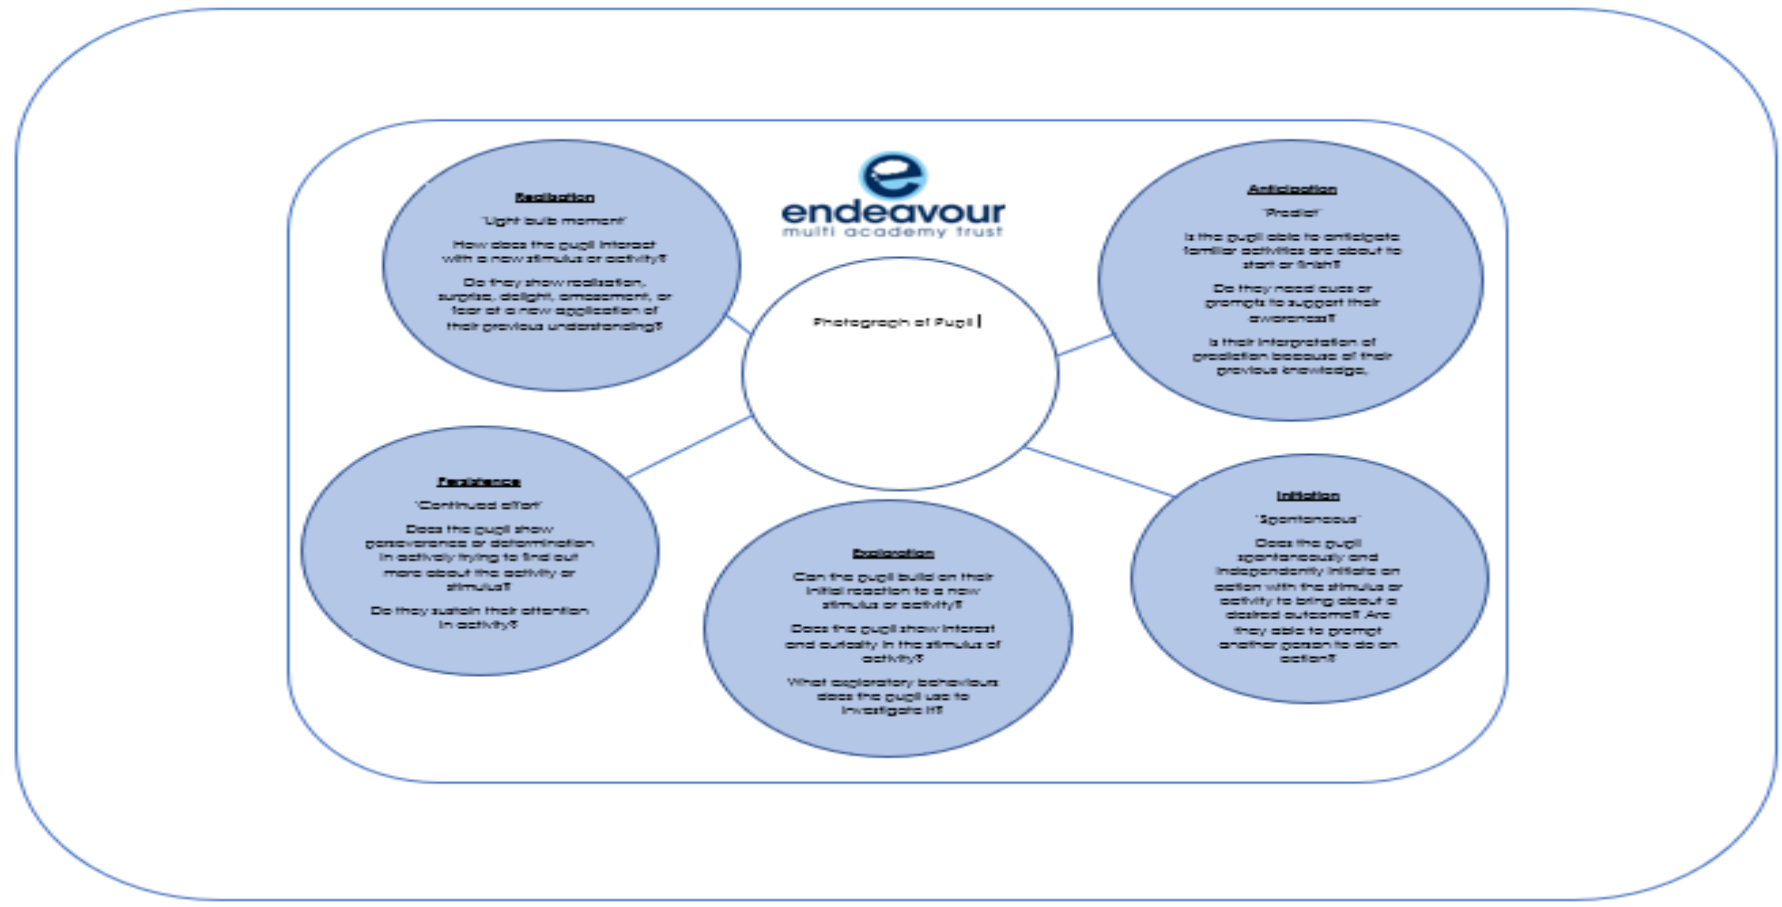 endeavour
multi academy trust
Realisation
'Light bulb moment'
How does the pupil interact
with a new stimulus or activity?
Do they show realisation,
surprise, delight, amazement, or
fear at a new application of
their previous understanding?
Photograph of Pupil
Anticipation
'Predict'
Is the pupil able to anticipate
familiar activities are about to
start or finish?
Do they need cues or
prompts to support their
awareness?
Is their interpretation of
prediction because of their
previous knowledge.
Persistence
'Continued effort'
Does the pupil show
perseverance or determination
in actively trying to find out
more about the activity or
stimulus?
Do they sustain their attention
in activity?
Exploration
Can the pupil build on their
initial reaction to a new
stimulus or activity?
Does the pupil show interest
and curiosity in the stimulus of
activity?
What exploratory behaviours
does the pupil use to
investigate it?
Initiation
'Spontaneous'
Does the pupil
spontaneously and
independently initiate an
action with the stimulus or
activity to bring about a
desired outcome? Are
they able to prompt
another person to do an
action?